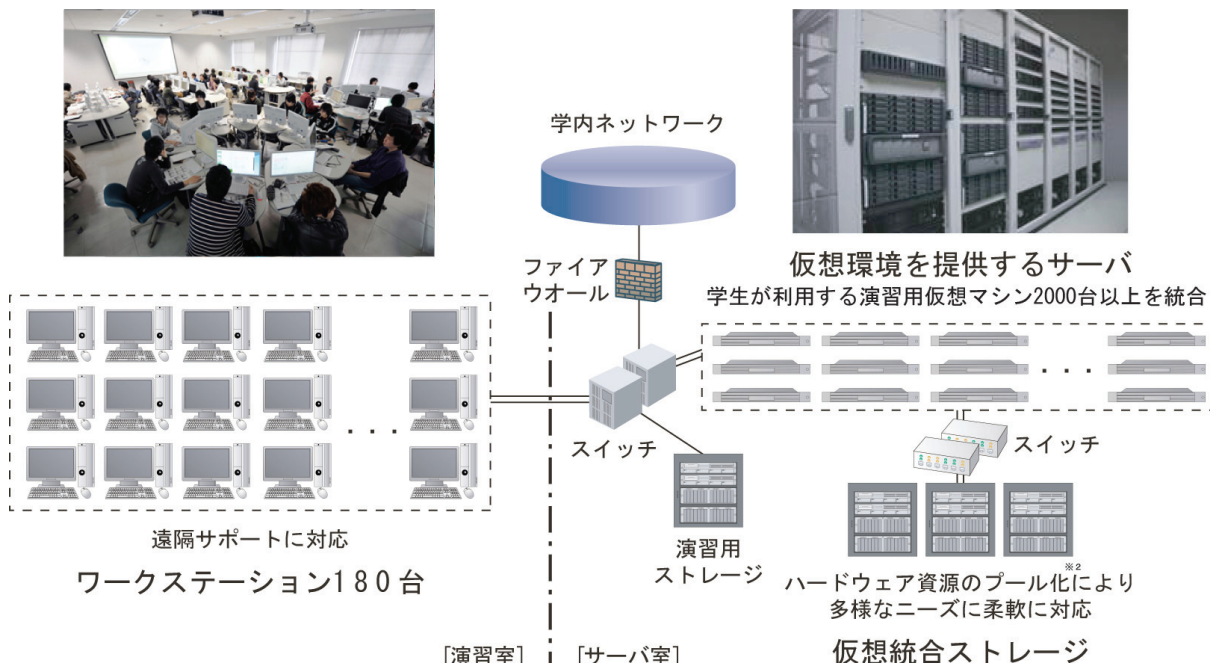 学内ネットワーク
ファイア
ウオール
仮想環境を提供するサーバ
学生が利用する演習用仮想マシン2000台以上を統合
スイッチ
スイッチ
遠隔サポートに対応
ワークステーション180台
演習用
ストレージ
ハードウェア資源のプール化※2により
多様なニーズに柔軟に対応
仮想統合ストレージ
[演習室]
[サーバ室]